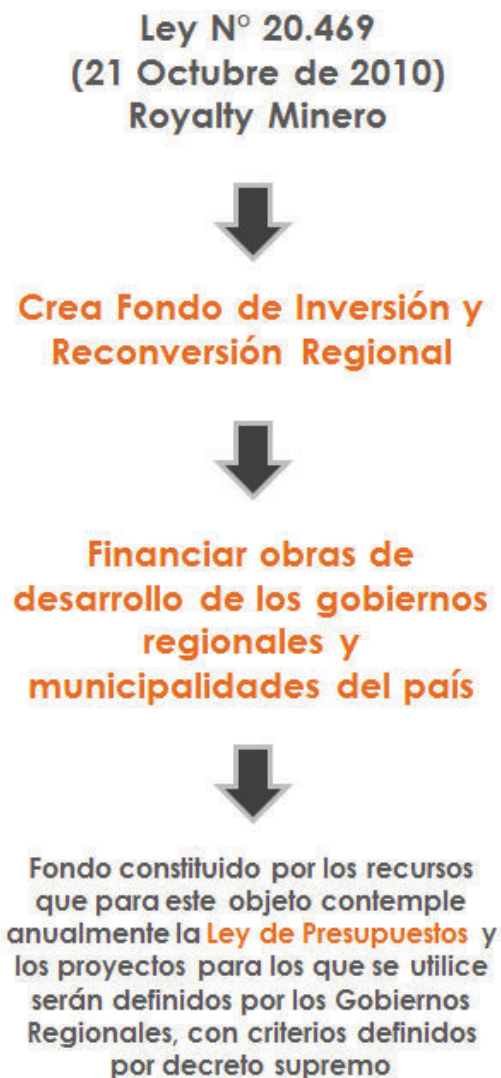 Ley N° 20.469
(21 Octubre de 2010)
Royalty Minero
Crea Fondo de Inversión y
Reconversión Regional
Financiar obras de
desarrollo de los gobiernos
regionales y
municipalidades del país
Fondo constituido por los recursos
que para este objeto contemple
anualmente la Ley de Presupuestos y
los proyectos para los que se utilice
serán definidos por los Gobiernos
Regionales, con criterios definidos
por decreto supremo